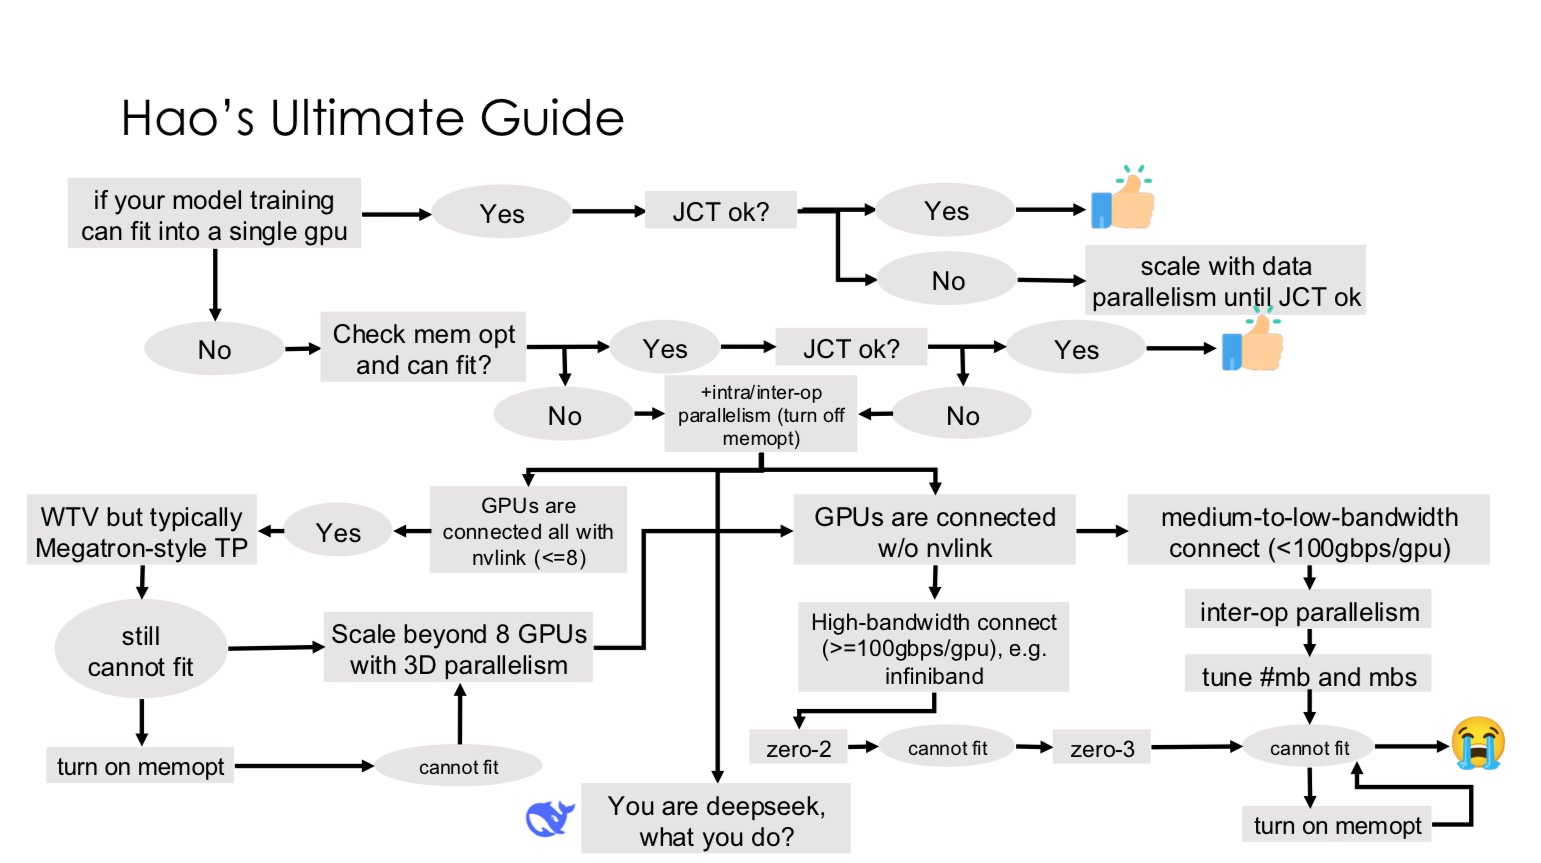 Hao's Ultimate Guide
if your model training
can fit into a single gpu
Yes
JCT ok?
Yes
No
scale with data
parallelism until JCT ok
No
Check mem opt
and can fit?
Yes
JCT ok?
Yes
No
+intra/inter-op
parallelism (turn off
memopt)
No
WTV but typically
Megatron-style TP
Yes
GPUs are
connected all with
nvlink (<=8)
GPUs are connected
w/o nvlink
medium-to-low-bandwidth
connect (<100gbps/gpu)
still
cannot fit
Scale beyond 8 GPUs
with 3D parallelism
High-bandwidth connect
(>=100gbps/gpu), e.g.
infiniband
inter-op parallelism
tune #mb and mbs
turn on memopt
cannot fit
zero-2
cannot fit
zero-3
cannot fit
You are deepseek,
what you do?
turn on memopt